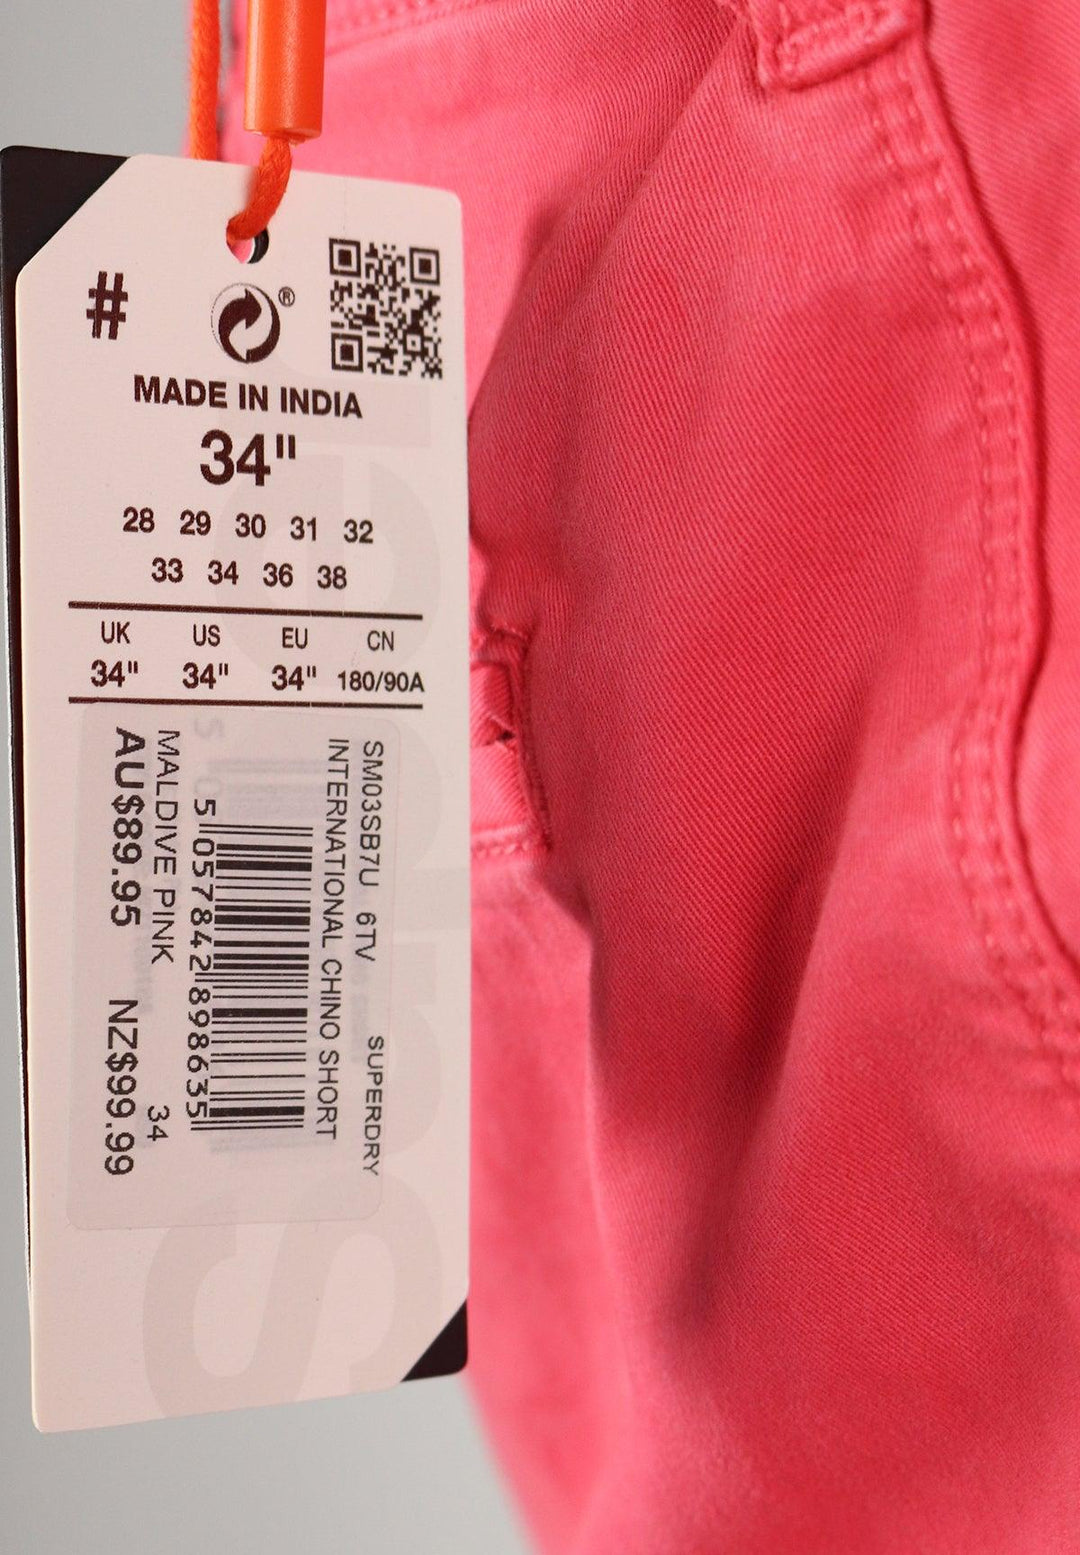 #
®
MADE IN INDIA
34"
28 29 30 31 32
33 34 36 38
UK US EU CN
34" 34" 34" 180/90A
SM03SB7U 6TV SUPERDRY
INTERNATIONAL CHINO SHORT
5 057842 898635
MALDIVE PINK 34
AU$89.95 NZ$99.99